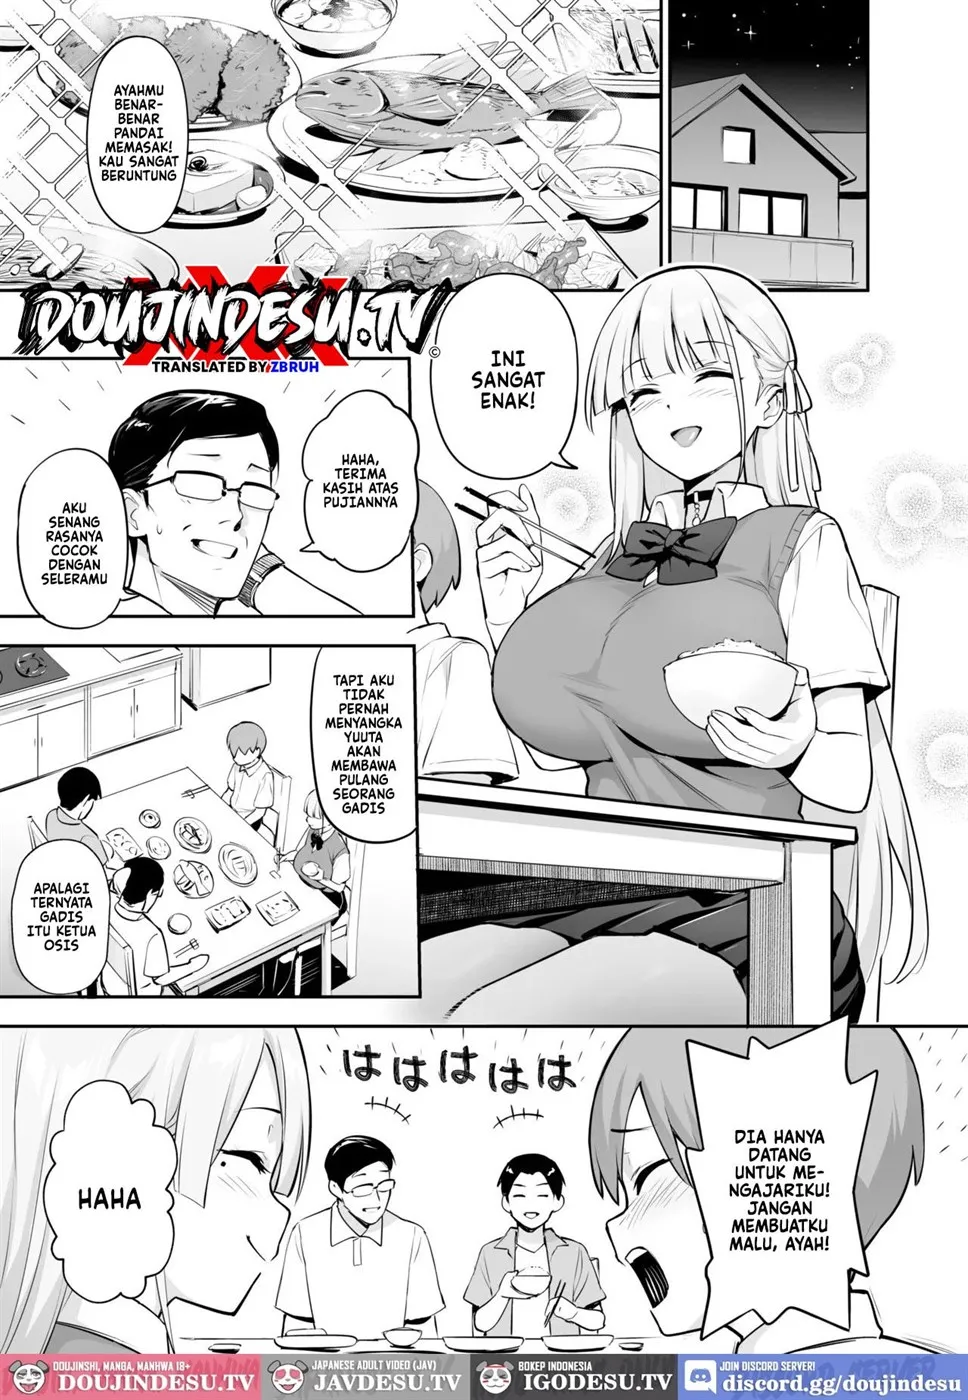 AYAHMU
BENAR-
BENAR
PANDAI
MEMASAK!
KAU SANGAT
BERUNTUNG
DOUJINDESU.TV
XXX
©
TRANSLATED BY ZBRUH
INI
SANGAT
ENAK!
HAHA,
TERIMA
KASIH ATAS
PUJIANNYA
AKU
SENANG
RASANYA
COCOK
DENGAN
SELERAMU
TAPI AKU
TIDAK
PERNAH
MENYANGKA
YUUTA
AKAN
MEMBAWA
PULANG
SEORANG
GADIS
APALAGI
TERNYATA
GADIS
ITU KETUA
OSIS
ははははは
DIA HANYA
DATANG
UNTUK ME-
NGAJARIKU!
JANGAN
MEMBUATKU
MALU, AYAH!
HAHA
DOUJINSHI, MANGA, MANHWA 18+
DOUJINDESU.TV
JAPANESE ADULT VIDEO (JAV)
JAVDESU.TV
BOKEP INDONESIA
IGODESU.TV
JOIN DISCORD SERVER!
discord.gg/doujindesu